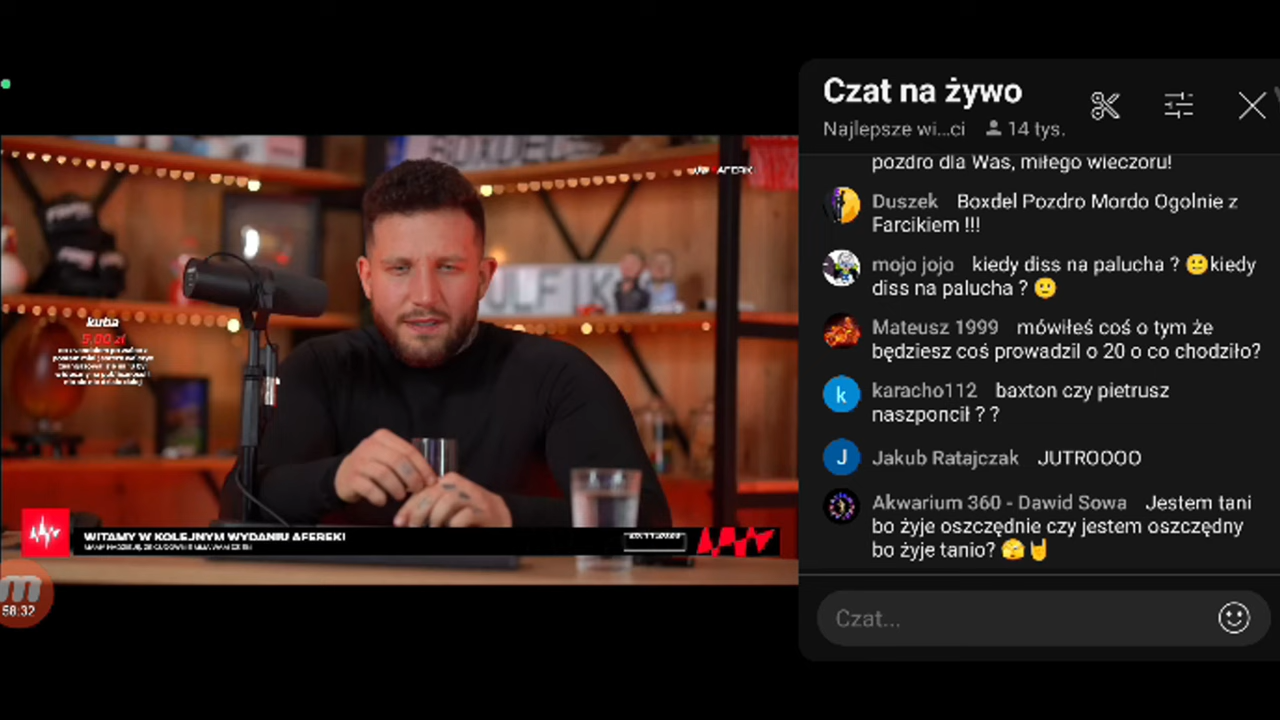 Czat na żywo
Najlepsze wi...ci 14 tys.
pozdro dla Was, miłego wieczoru!
Duszek Boxdel Pozdro Mordo Ogolnie z
Farcikiem !!!
mojo jojo kiedy diss na palucha ? 🙂kiedy
diss na palucha ? 🙂
Mateusz 1999 mówiłeś coś o tym że
będziesz coś prowadzil o 20 o co chodziło?
karacho112 baxton czy pietrusz
naszponcił ? ?
J Jakub Ratajczak JUTROOOO
Akwarium 360 - Dawid Sowa Jestem tani
bo żyje oszczędnie czy jestem oszczędny
bo żyje tanio? 🫣🤘
Czat...
BOXDEL
AFERKI
kuba
5,00 zł
WITAMY W KOLEJNYM WYDANIU AFEREK!
58:32